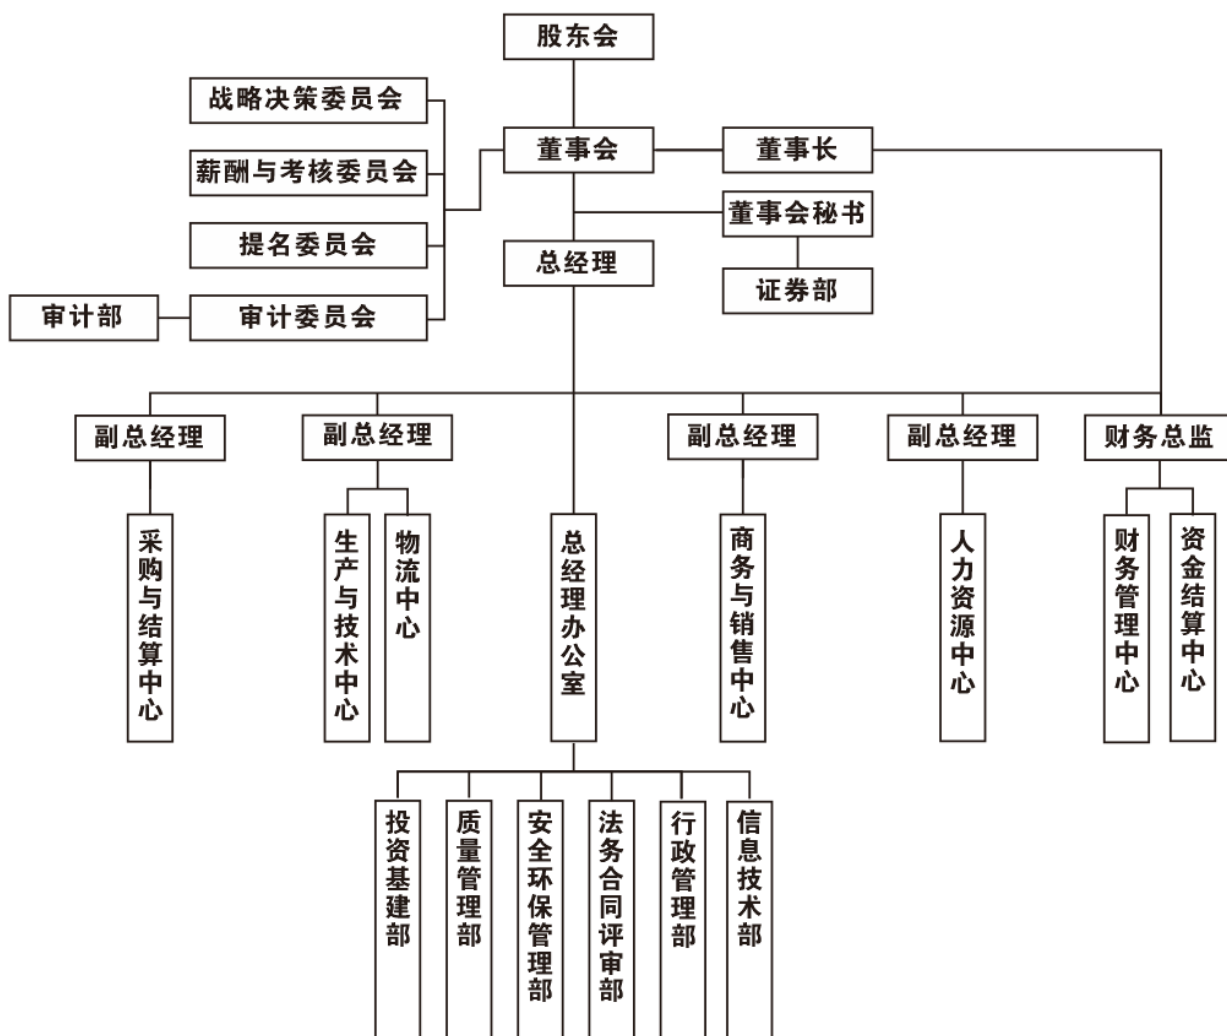 股东会
战略决策委员会
董事会
董事长
薪酬与考核委员会
董事会秘书
提名委员会
总经理
证券部
审计部
审计委员会
副总经理
副总经理
副总经理
副总经理
财务总监
采购与结算中心
生产与技术中心
物流中心
总经理办公室
商务与销售中心
人力资源中心
财务管理中心
资金结算中心
投资基建部
质量管理部
安全环保管理部
法务合同评审部
行政管理部
信息技术部